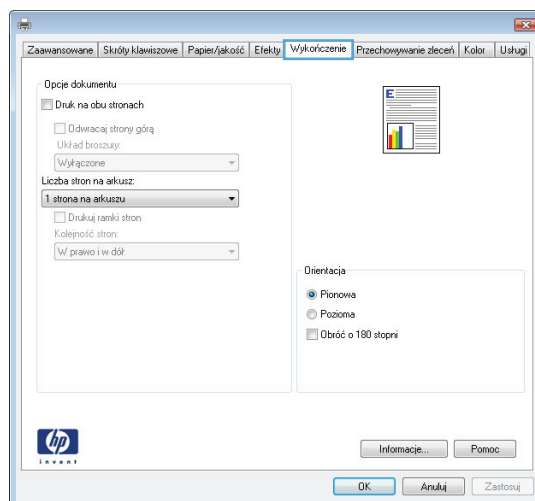 Zaawansowane Skróty klawiszowe Papier/jakość Efekty Wykończenie Przechowywanie zleceń Kolor Usługi
Opcje dokumentu
Druk na obu stronach
Odwracaj strony górą
Układ broszury:
Wyłączone
Liczba stron na arkusz:
1 strona na arkuszu
Drukuj ramki stron
Kolejność stron:
W prawo i w dół
E
Orientacja
Pionowa
Pozioma
Obróć o 180 stopni
hp
invent
Informacje... Pomoc
OK Anuluj Zastosuj